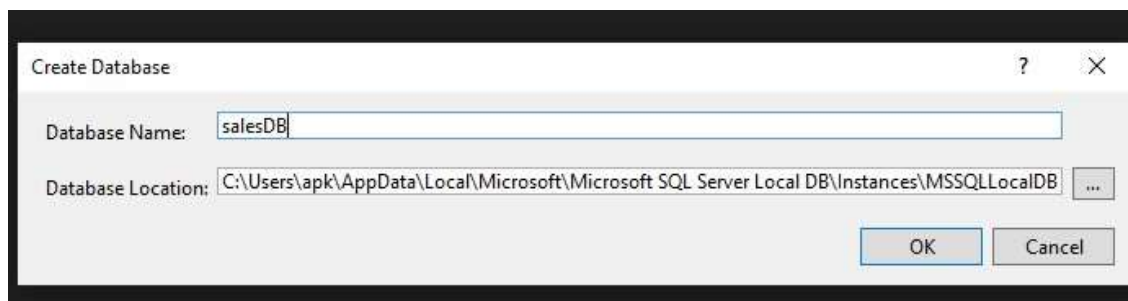 Create Database ? X
Database Name: salesDB
Database Location: C:\Users\apk\AppData\Local\Microsoft\Microsoft SQL Server Local DB\Instances\MSSQLLocalDB ...
OK Cancel